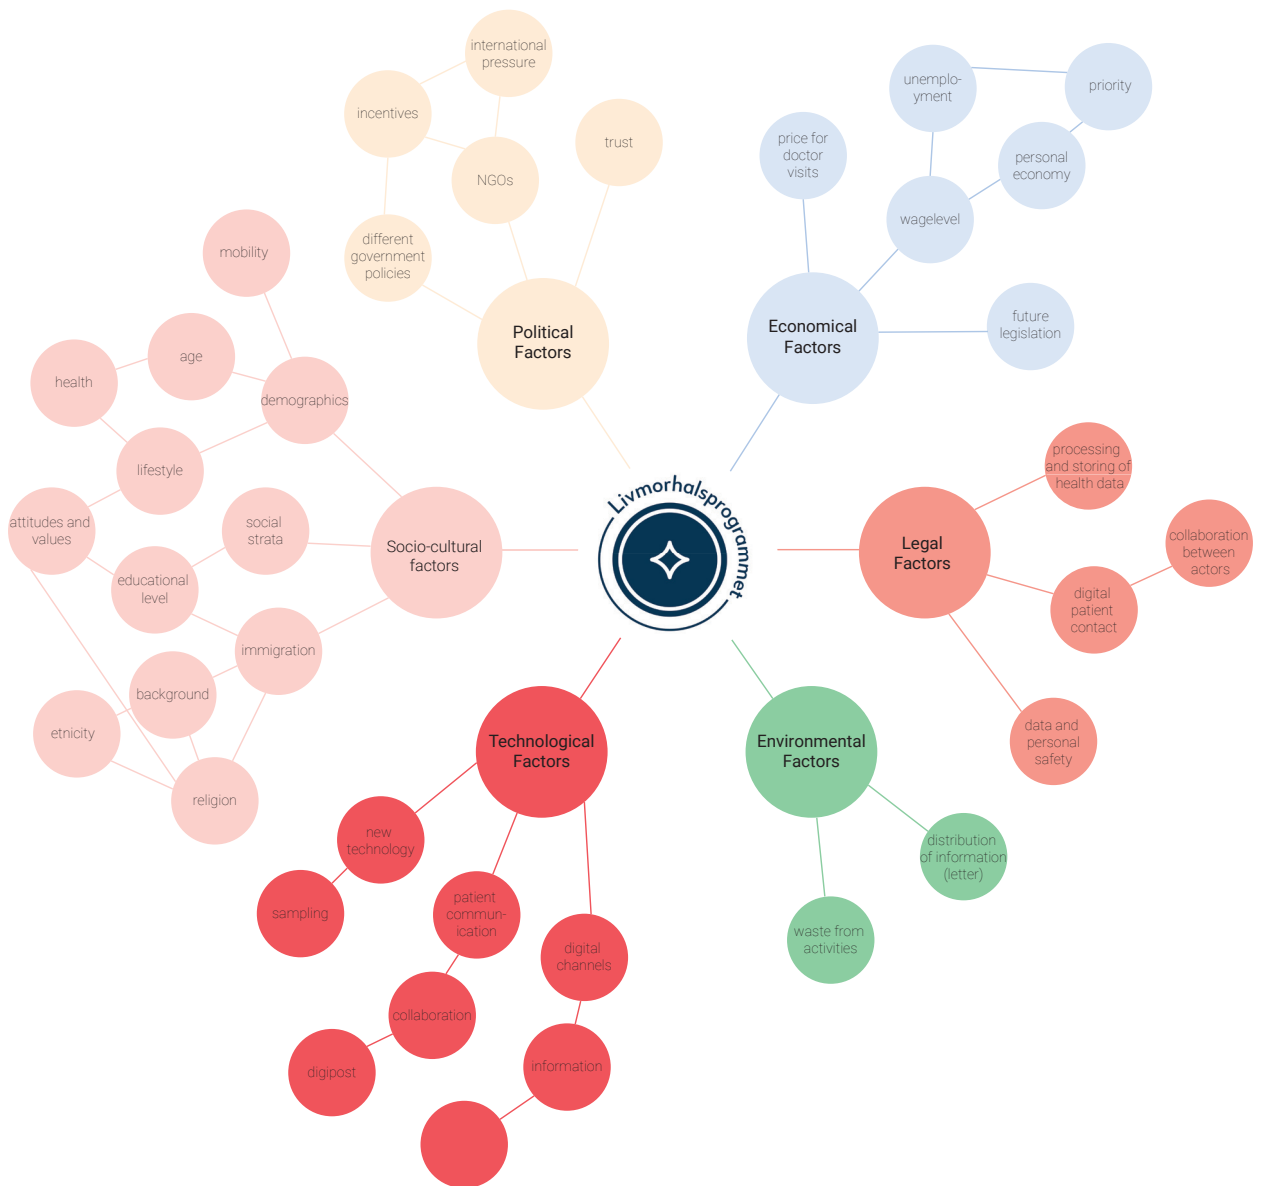 international
pressure
incentives
NGOs
trust
different
government
policies
Political
Factors
unemplo-
yment
priority
price for
doctor
visits
personal
economy
wagelevel
future
legislation
Economical
Factors
mobility
age
health
demographics
lifestyle
attitudes and
values
social
strata
educational
level
immigration
background
etnicity
religion
Socio-cultural
factors
Livmorhalsprogrammet
processing
and storing of
health data
collaboration
between
actors
digital
patient
contact
data and
personal
safety
Legal
Factors
Technological
Factors
new
technology
sampling
patient
commun-
ication
digital
channels
collaboration
digipost
information
Environmental
Factors
distribution
of information
(letter)
waste from
activities